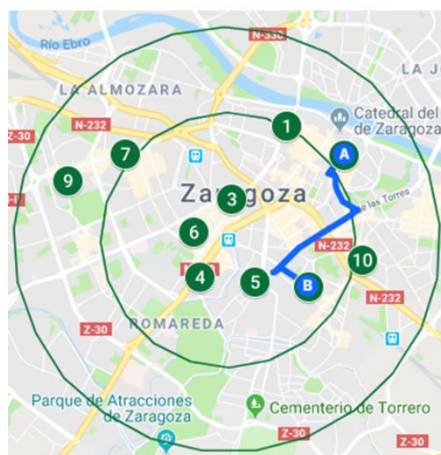 Río Ebro
N-330
LA ALMOZARA
LA J
Z-30
N-232
1
Catedral del
de Zaragoza
7
A
9
Zaragoza
3
e las Torres
6
N-232
10
4
5
B
N-232
Z-30
ROMAREDA
Z-30
Parque de Atracciones
de Zaragoza
Cementerio de Torrero
Z-30